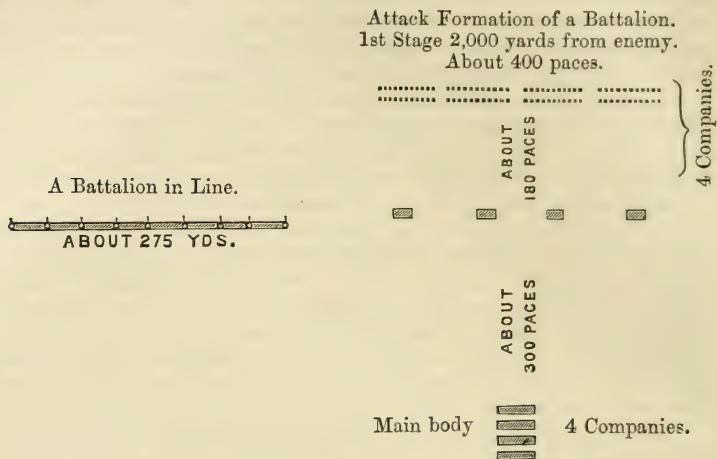 Attack Formation of a Battalion.
1st Stage 2,000 yards from enemy.
About 400 paces.
4 Companies.
ABOUT
180 PACES
A Battalion in Line.
ABOUT 275 YDS.
ABOUT
300 PACES
Main body 4 Companies.